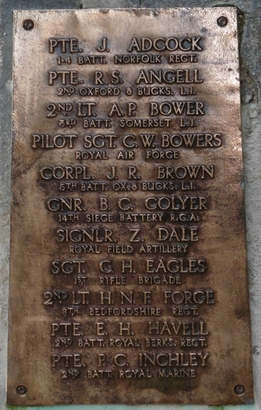 PTE. J. ADCOCK
1-4 BATT. NORFOLK REGT.
PTE. R.S. ANGELL
2ND OXFORD & BUCKS. L.I.
2ND LT. A.P. BOWER
3RD BATT. SOMERSET L.I.
PILOT SGT. C.W. BOWERS
ROYAL AIR FORCE
CORPL. J. R. BROWN
BATT. OX. & BUCKS. L.I.
GNR. B. C. COLYER
14TH SIEGE BATTERY R.G.A.
SIGNLR. Z. DALE
ROYAL FIELD ARTILLERY
SGT. C. H. EAGLES
1ST RIFLE BRIGADE
2ND LT. H. N. F. FORGE
8TH BEDFORDSHIRE REGT.
PTE. E. H. HAVELL
2ND BATT. ROYAL BERKS. REGT.
PTE. P. C. INCHLEY
2ND BATT. ROYAL MARINE